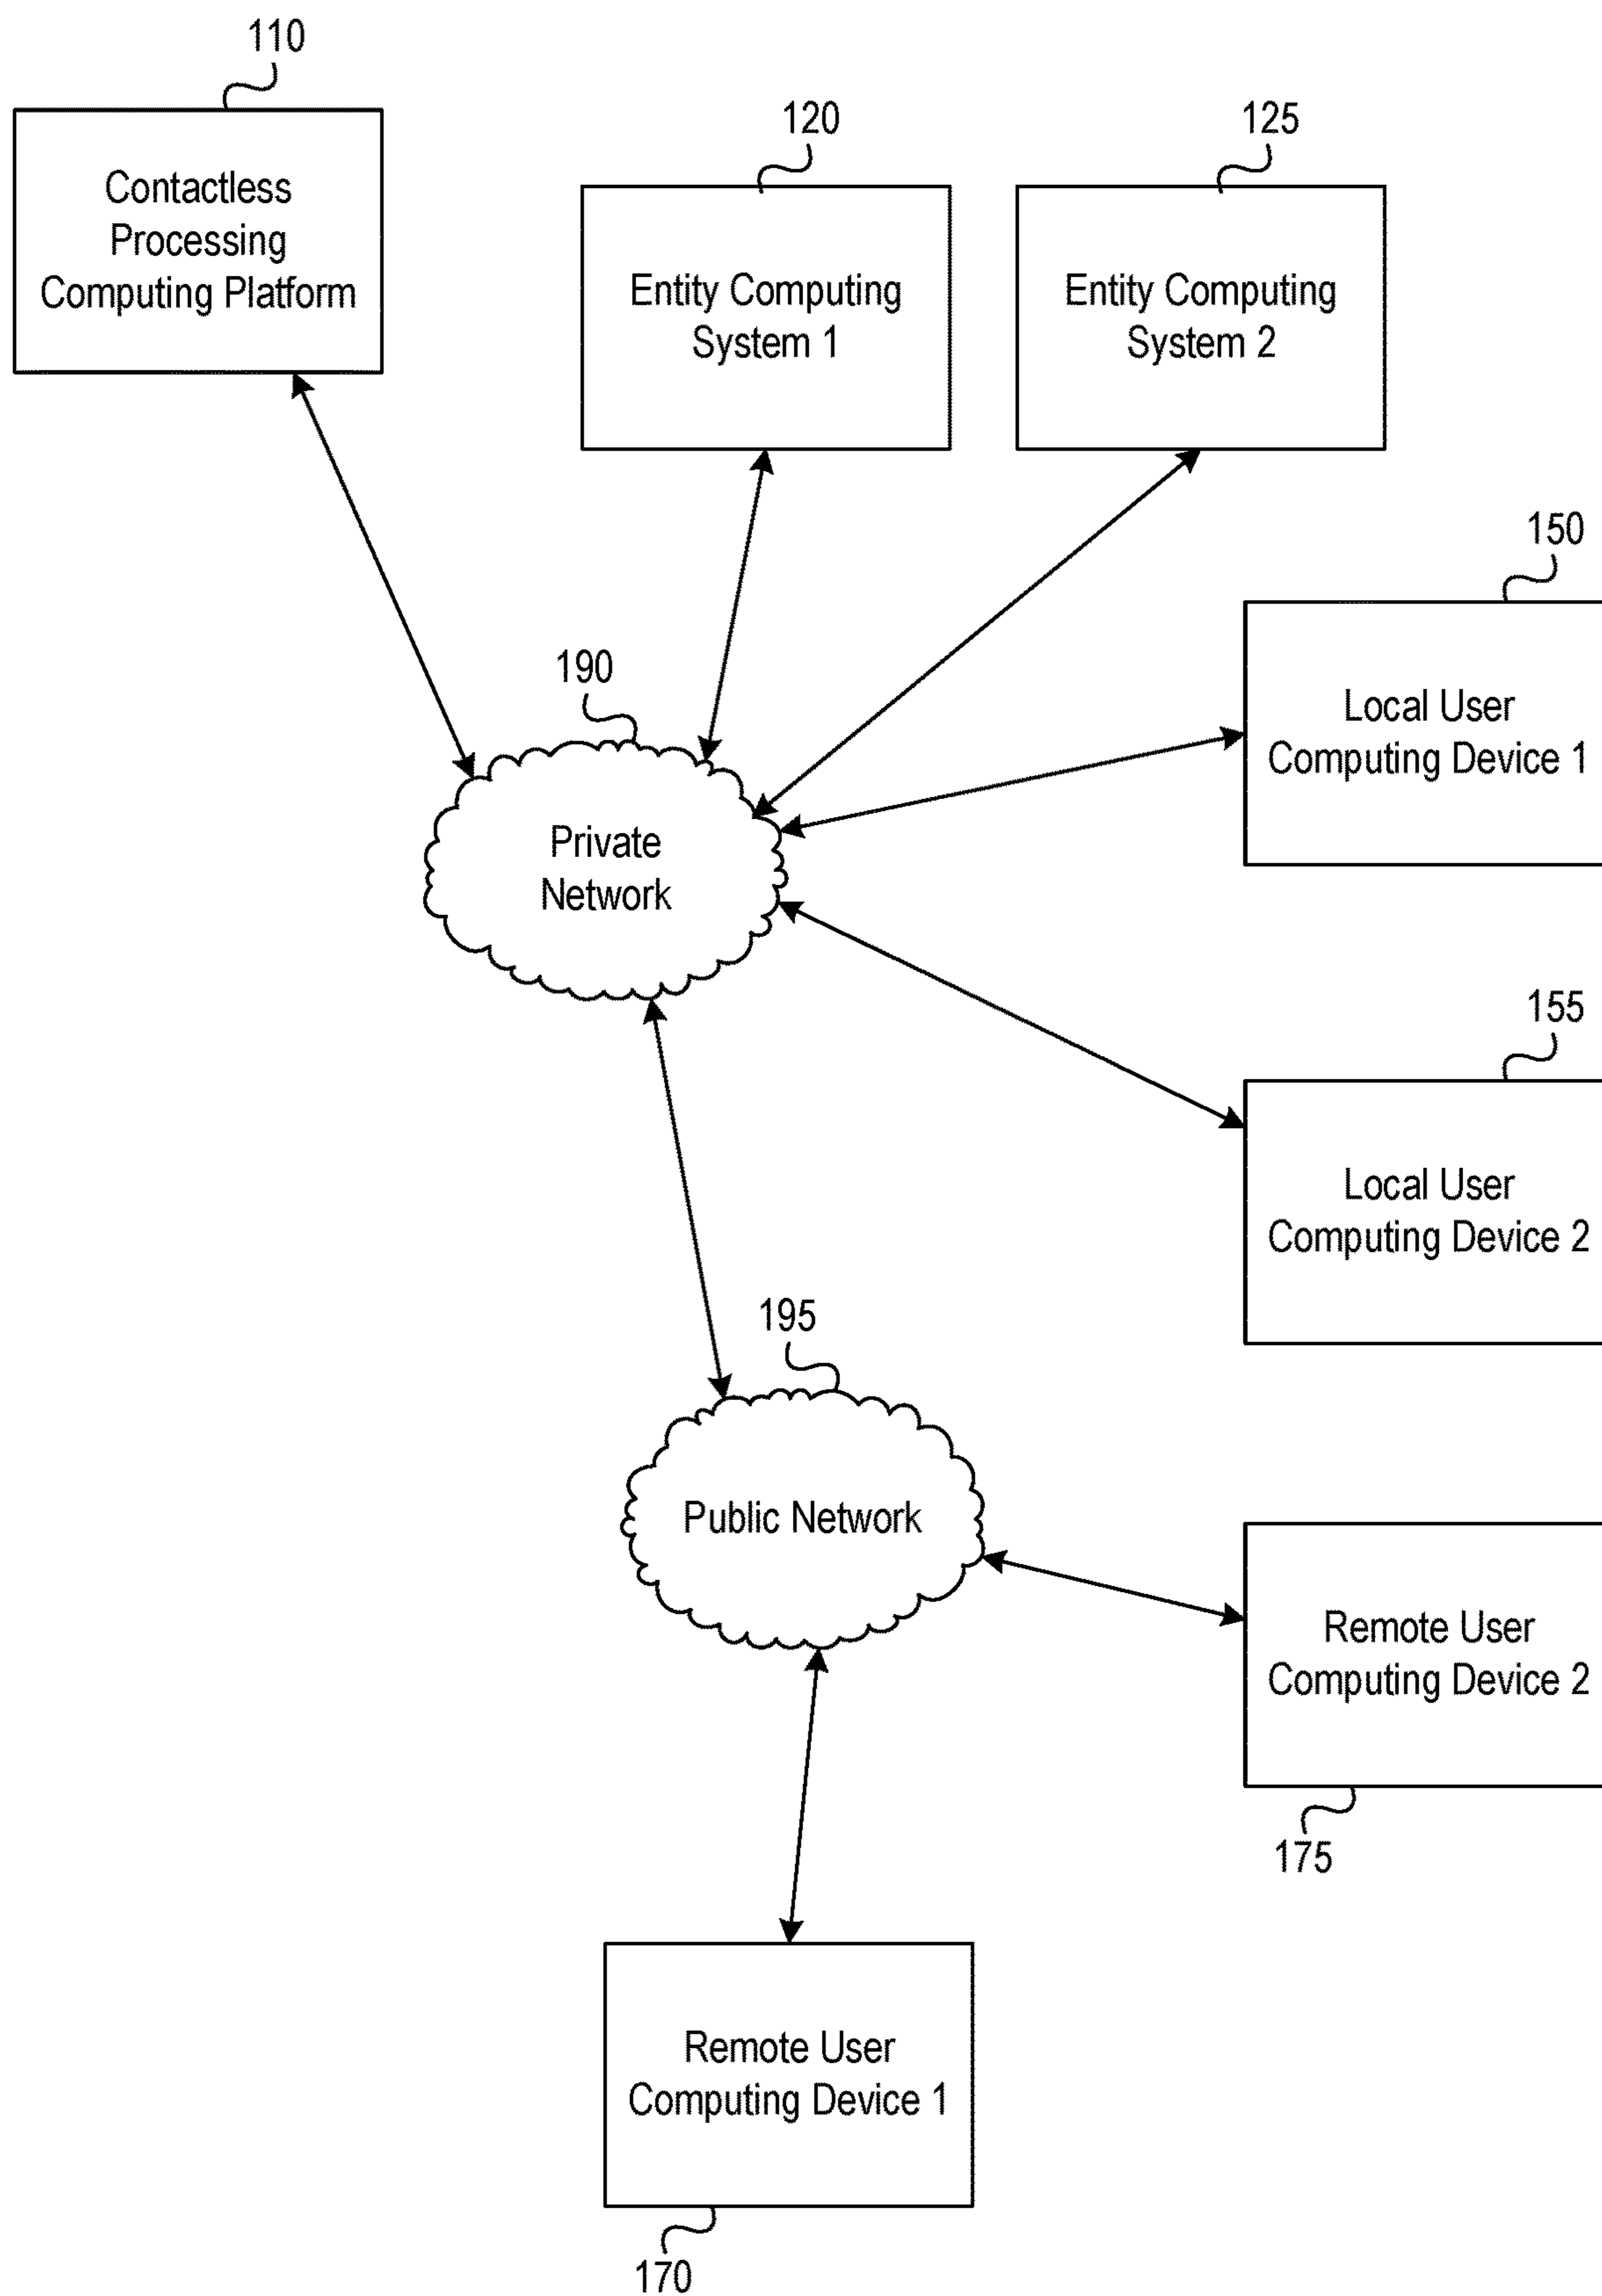 110
Contactless
Processing
Computing Platform
120
Entity Computing
System 1
125
Entity Computing
System 2
150
Local User
Computing Device 1
190
Private
Network
155
Local User
Computing Device 2
195
Public Network
Remote User
Computing Device 2
175
Remote User
Computing Device 1
170